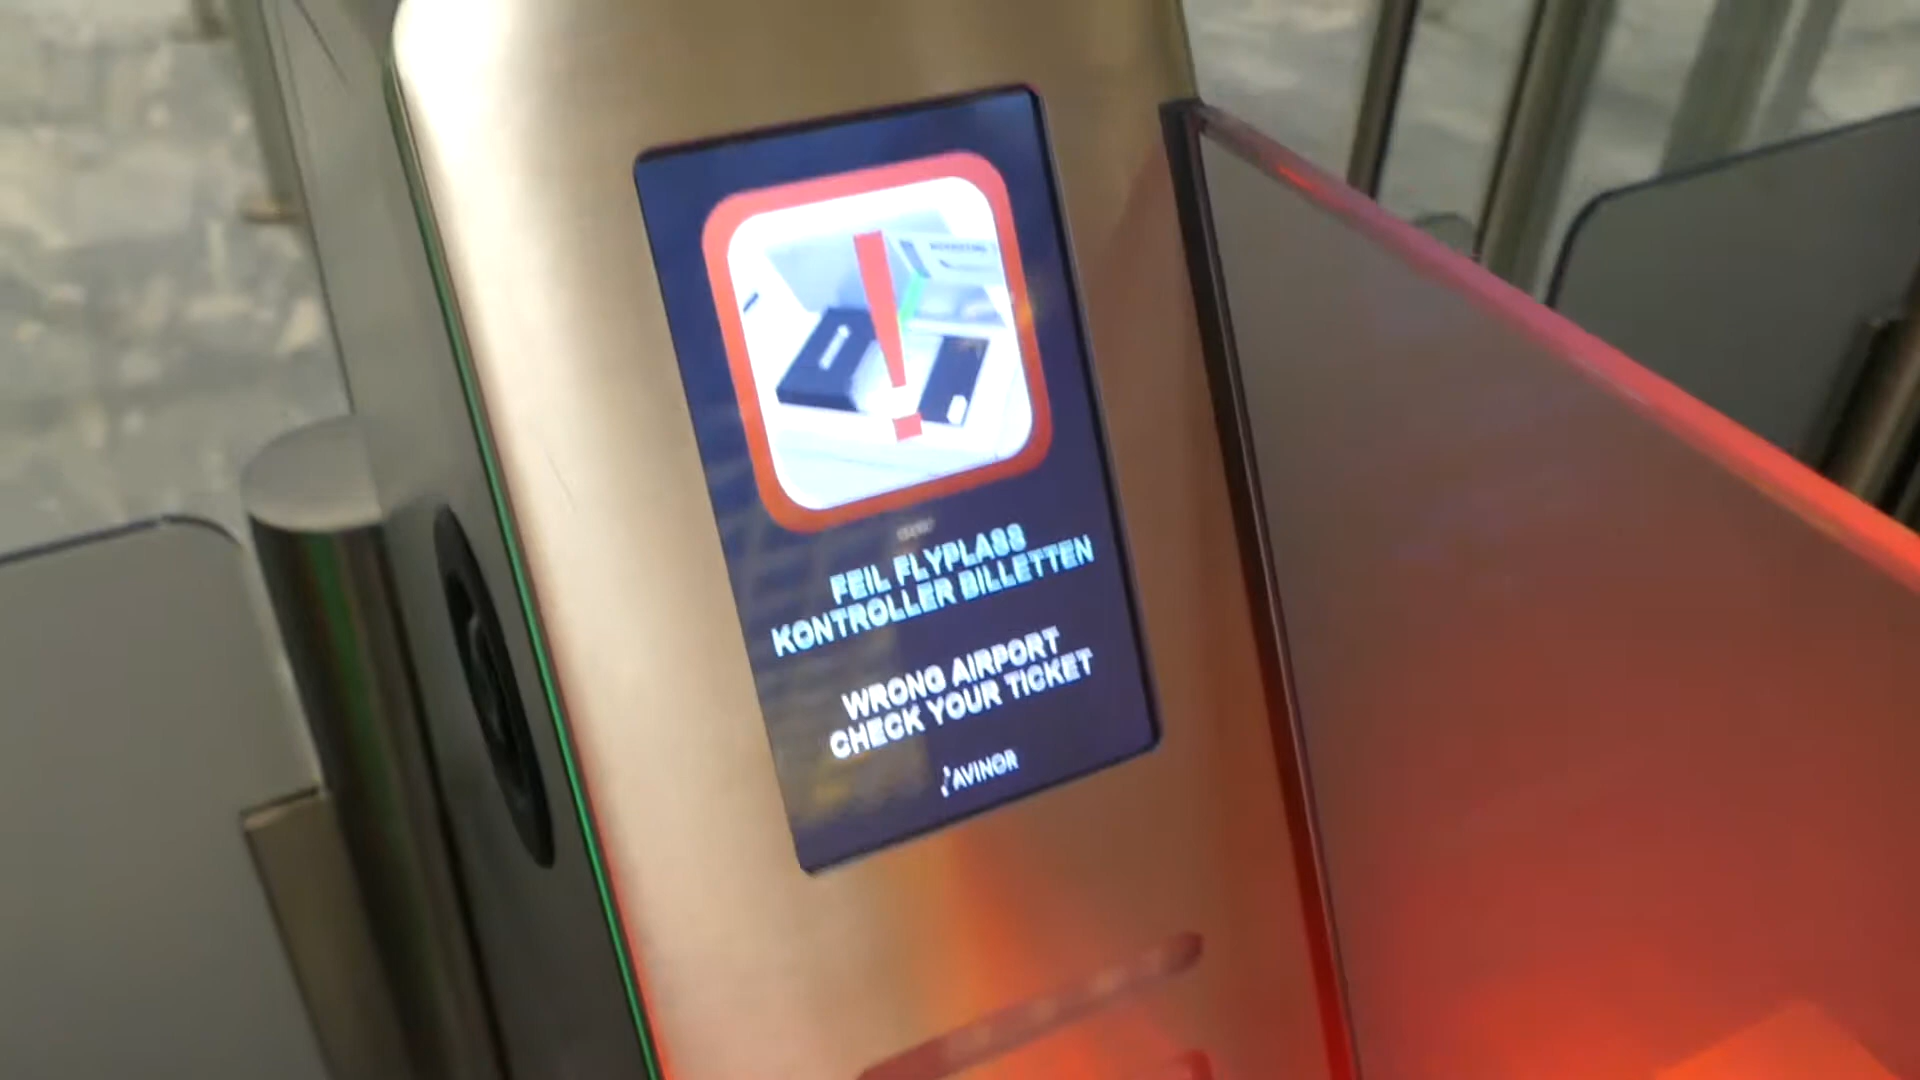 FEIL FLYPLASS
KONTROLLER BILLETTEN
WRONG AIRPORT
CHECK YOUR TICKET
AVINOR